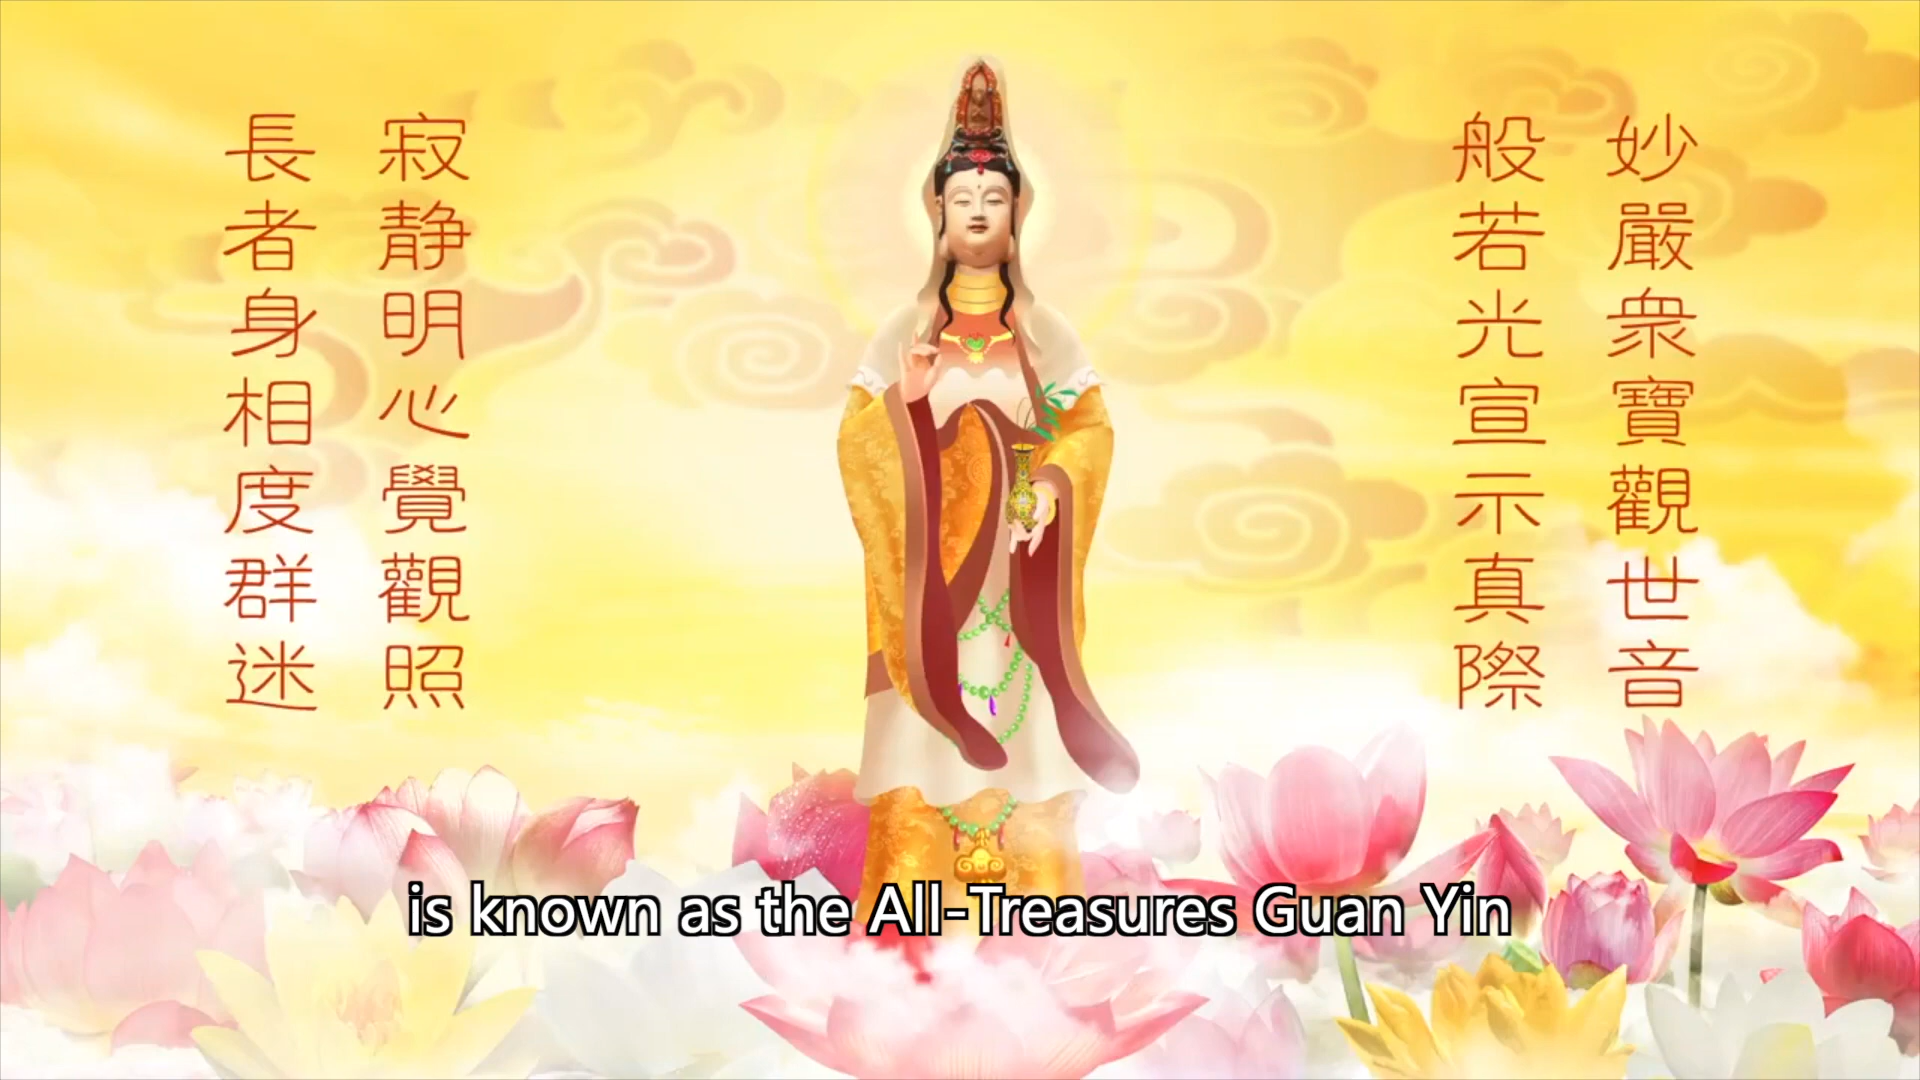 妙嚴衆寶觀世音
般若光宣示真際
寂静明心覺觀照
長者身相度群迷
is known as the All-Treasures Guan Yin